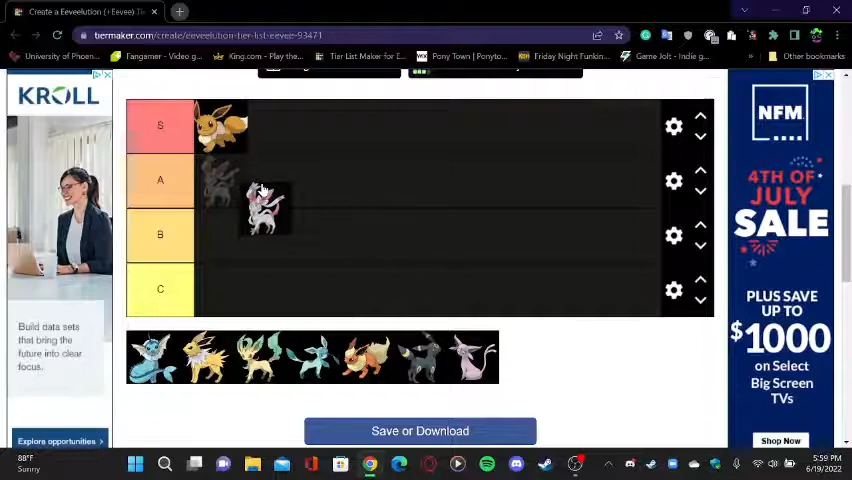 Create a Eeveelution (+Eevee) Tier
tiermaker.com/create/eeveelution-tier-list-eevee-93471
University of Phoen... Fangamer - Video g... King.com - Play the... Tier List Maker for E... Pony Town | Ponyto... Friday Night Funkin... Game Jolt - Indie g... Other bookmarks
KROLL
Build data sets
that bring the
future into clear
focus.
Explore opportunities >
S
A
B
C
Save or Download
NFM
4TH OF
JULY
SALE
PLUS SAVE
UP TO
$1000
on Select
Big Screen
TVs
Shop Now
88°F
Sunny
5:59 PM
6/19/2022